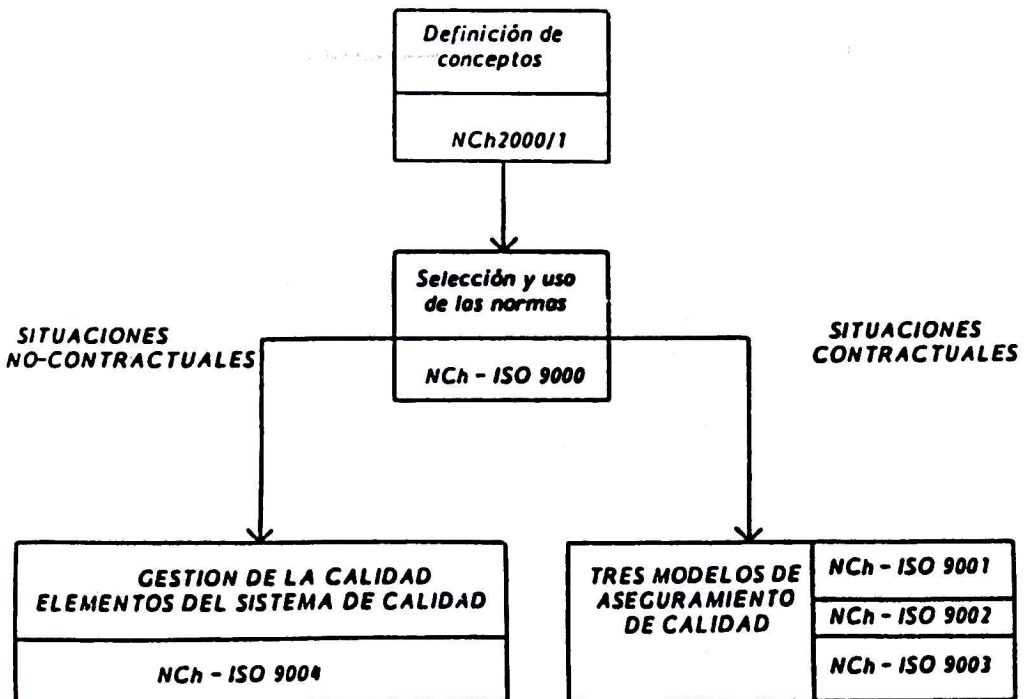 Definición de
conceptos
NCh2000/1
Selección y uso
de las normas
NCh - ISO 9000
SITUACIONES
NO-CONTRACTUALES
SITUACIONES
CONTRACTUALES
GESTION DE LA CALIDAD
ELEMENTOS DEL SISTEMA DE CALIDAD
NCh - ISO 9004
TRES MODELOS DE
ASEGURAMIENTO
DE CALIDAD
NCh - ISO 9001
NCh - ISO 9002
NCh - ISO 9003